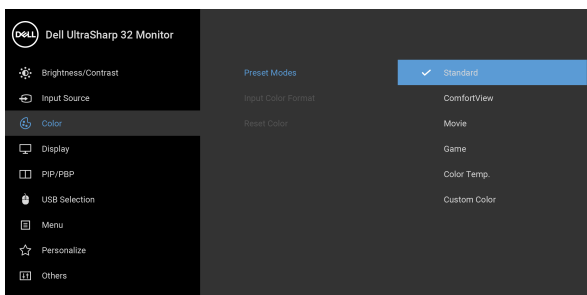 DELL Dell UltraSharp 32 Monitor
Brightness/Contrast
Input Source
Color
Display
PIP/PBP
USB Selection
Menu
Personalize
Others
Preset Modes
Input Color Format
Reset Color
Standard
ComfortView
Movie
Game
Color Temp.
Custom Color